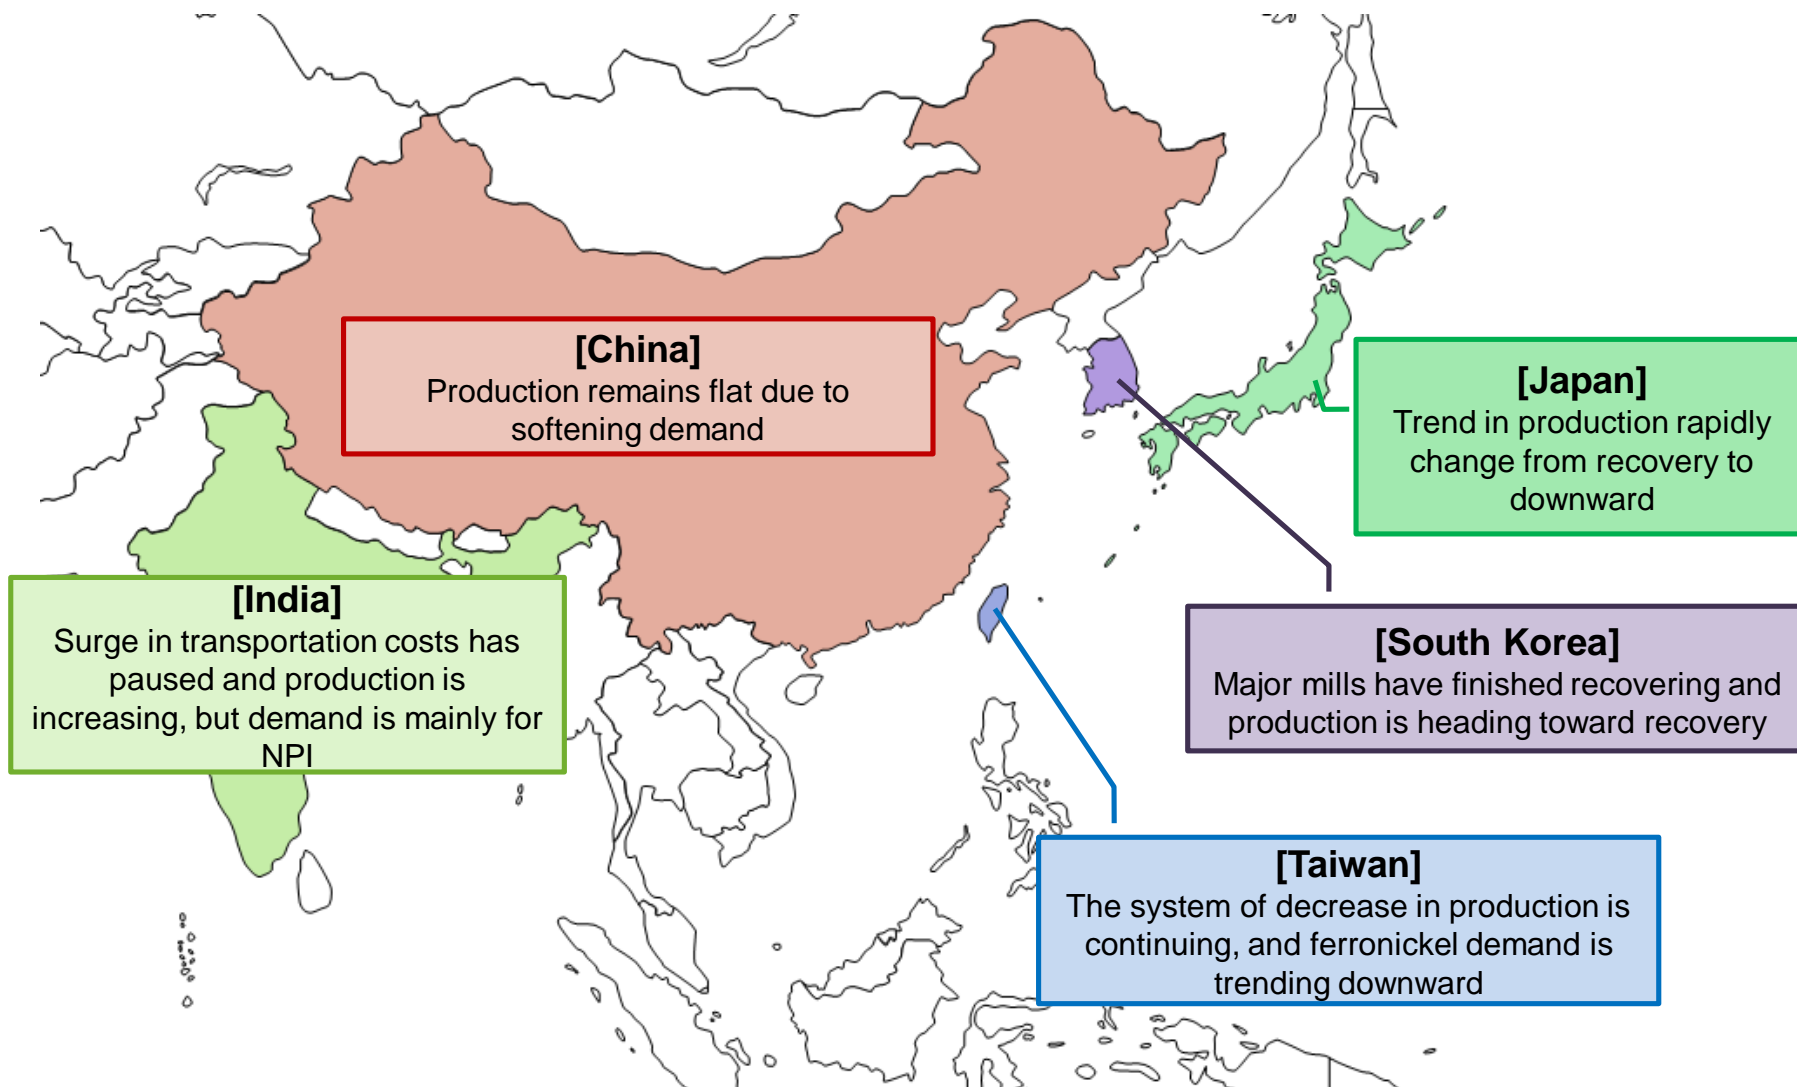 [China]
Production remains flat due to
softening demand
[Japan]
Trend in production rapidly
change from recovery to
downward
[India]
Surge in transportation costs has
paused and production is
increasing, but demand is mainly for
NPI
[South Korea]
Major mills have finished recovering and
production is heading toward recovery
[Taiwan]
The system of decrease in production is
continuing, and ferronickel demand is
trending downward